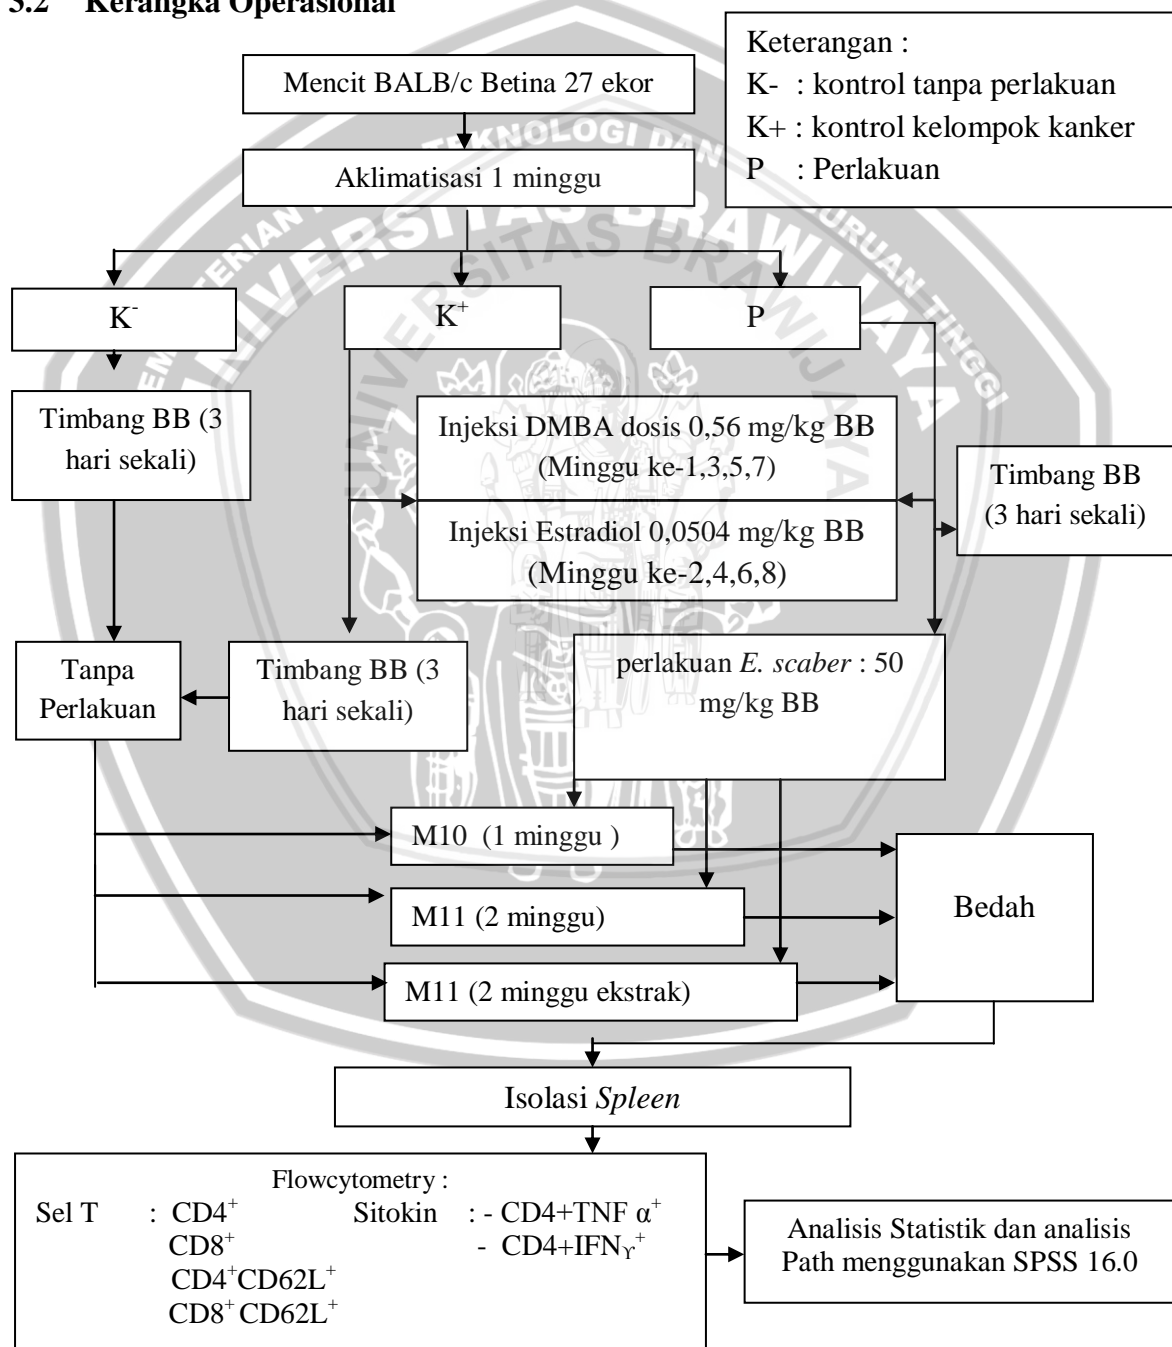 3.2 Kerangka Operasional
Keterangan :
K- : kontrol tanpa perlakuan
K+ : kontrol kelompok kanker
P : Perlakuan
Mencit BALB/c Betina 27 ekor
Aklimatisasi 1 minggu
K-
K+
P
Timbang BB (3
hari sekali)
Injeksi DMBA dosis 0,56 mg/kg BB
(Minggu ke-1,3,5,7)
Injeksi Estradiol 0,0504 mg/kg BB
(Minggu ke-2,4,6,8)
Timbang BB
(3 hari sekali)
Tanpa
Perlakuan
Timbang BB (3
hari sekali)
perlakuan E. scaber : 50
mg/kg BB
M10 (1 minggu )
M11 (2 minggu)
M11 (2 minggu ekstrak)
Bedah
Isolasi Spleen
Flowcytometry :
Sel T : CD4+ Sitokin : - CD4+TNF α+
CD8+ - CD4+IFNϒ+
CD4+CD62L+
CD8+ CD62L+
Analisis Statistik dan analisis
Path menggunakan SPSS 16.0
UNIVERSITAS BRAWIJAYA
UNIVERSITAS BRAWIJAYA